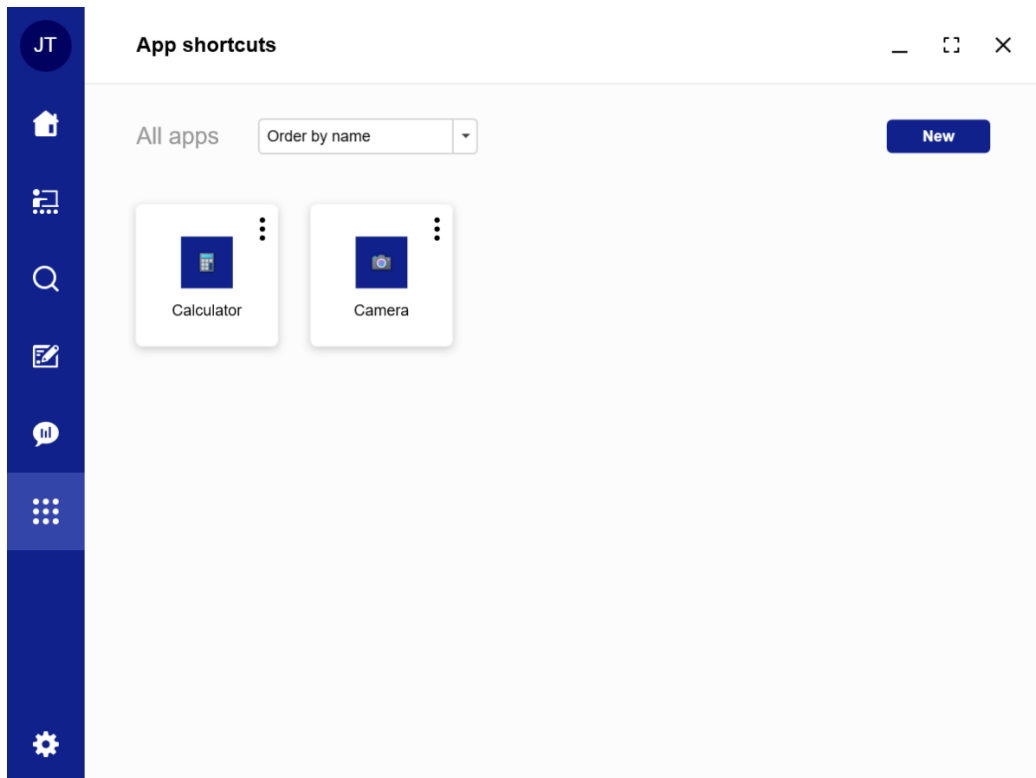 JT
App shortcuts
All apps
Order by name
New
Calculator
Camera